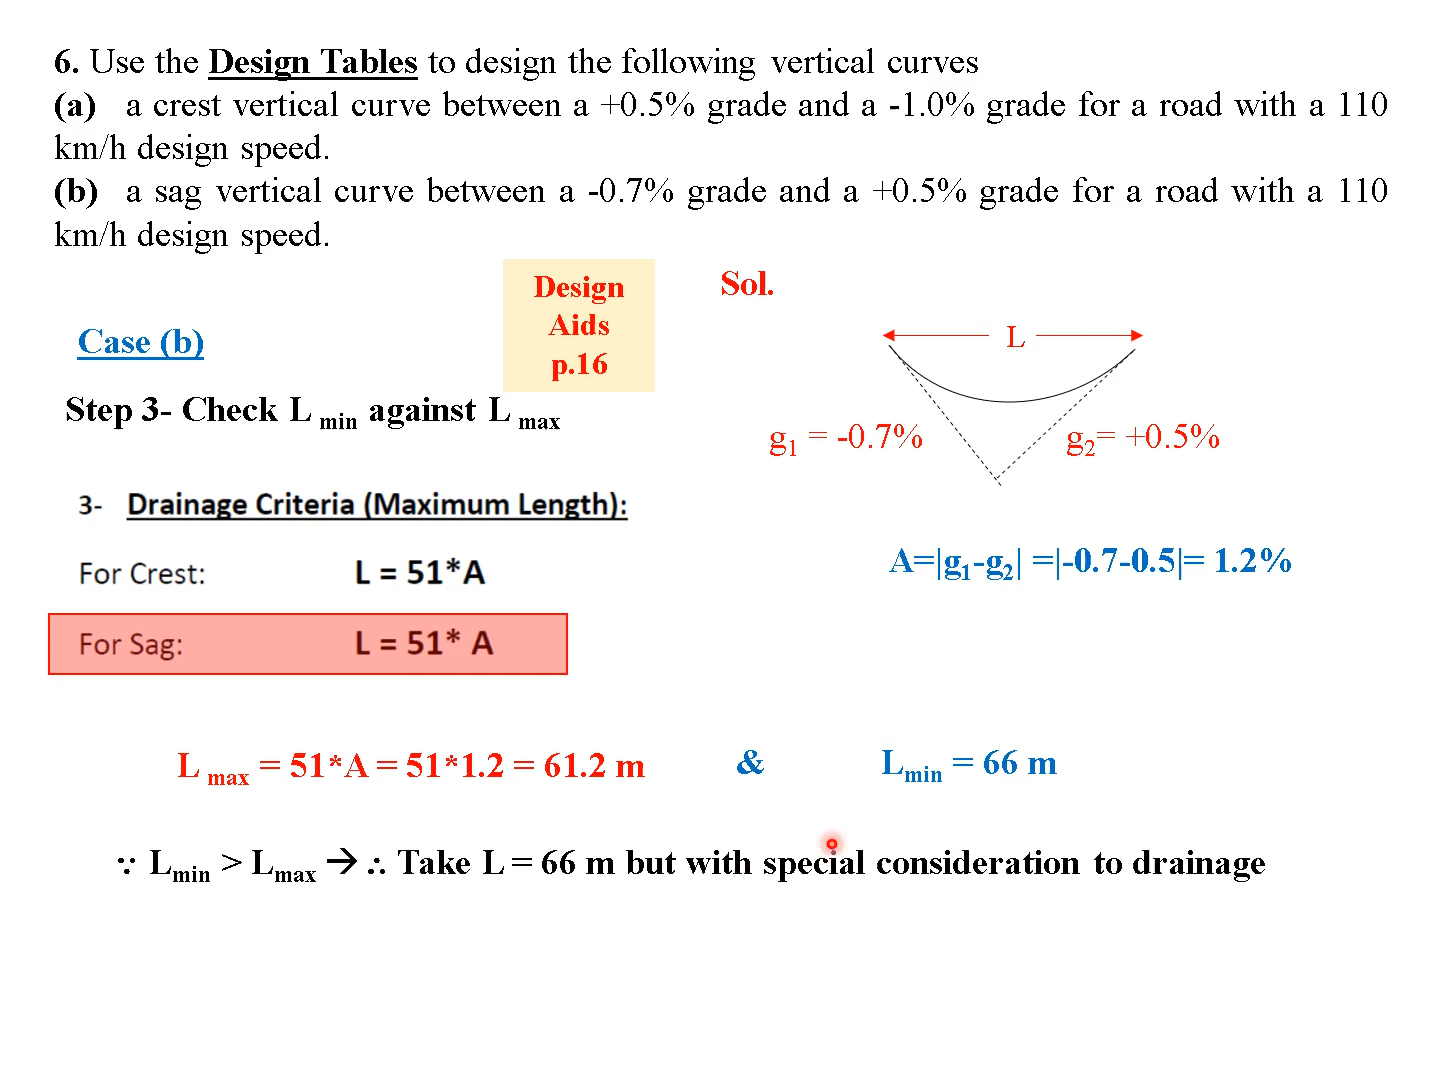 6. Use the Design Tables to design the following vertical curves
(a) a crest vertical curve between a +0.5% grade and a -1.0% grade for a road with a 110
km/h design speed.
(b) a sag vertical curve between a -0.7% grade and a +0.5% grade for a road with a 110
km/h design speed.
Design
Aids
p.16
Sol.
Case (b)
L
Step 3- Check L min against L max
g1 = -0.7%
g2= +0.5%
3- Drainage Criteria (Maximum Length):
A=|g1-g2| =|-0.7-0.5|= 1.2%
For Crest: L = 51*A
For Sag: L = 51* A
L max = 51*A = 51*1.2 = 61.2 m & Lmin = 66 m
∵ Lmin > Lmax → ∴ Take L = 66 m but with special consideration to drainage